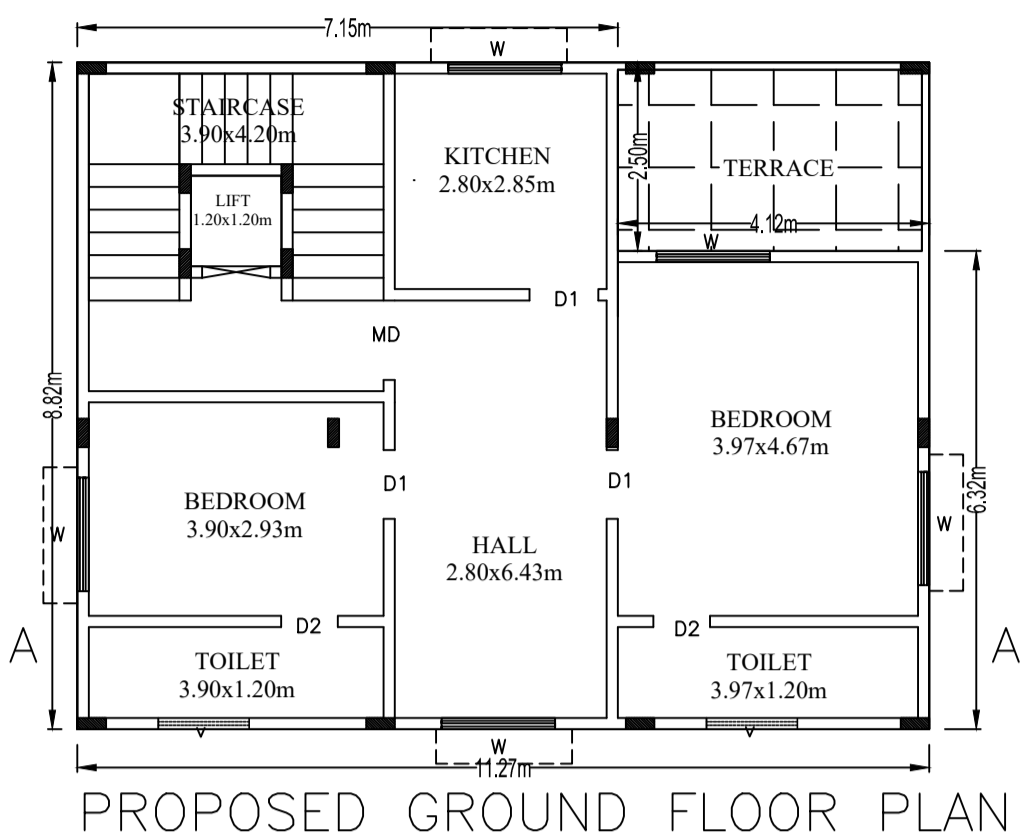 7.15m
W
STAIRCASE
3.90x4.20m
KITCHEN
2.80x2.85m
2.50m
TERRACE
LIFT
1.20x1.20m
4.12m
W
D1
MD
8.82m
BEDROOM
3.97x4.67m
D1
D1
BEDROOM
3.90x2.93m
6.32m
W
W
HALL
2.80x6.43m
D2
D2
A
A
TOILET
3.90x1.20m
TOILET
3.97x1.20m
V
V
W
11.27m
PROPOSED GROUND FLOOR PLAN